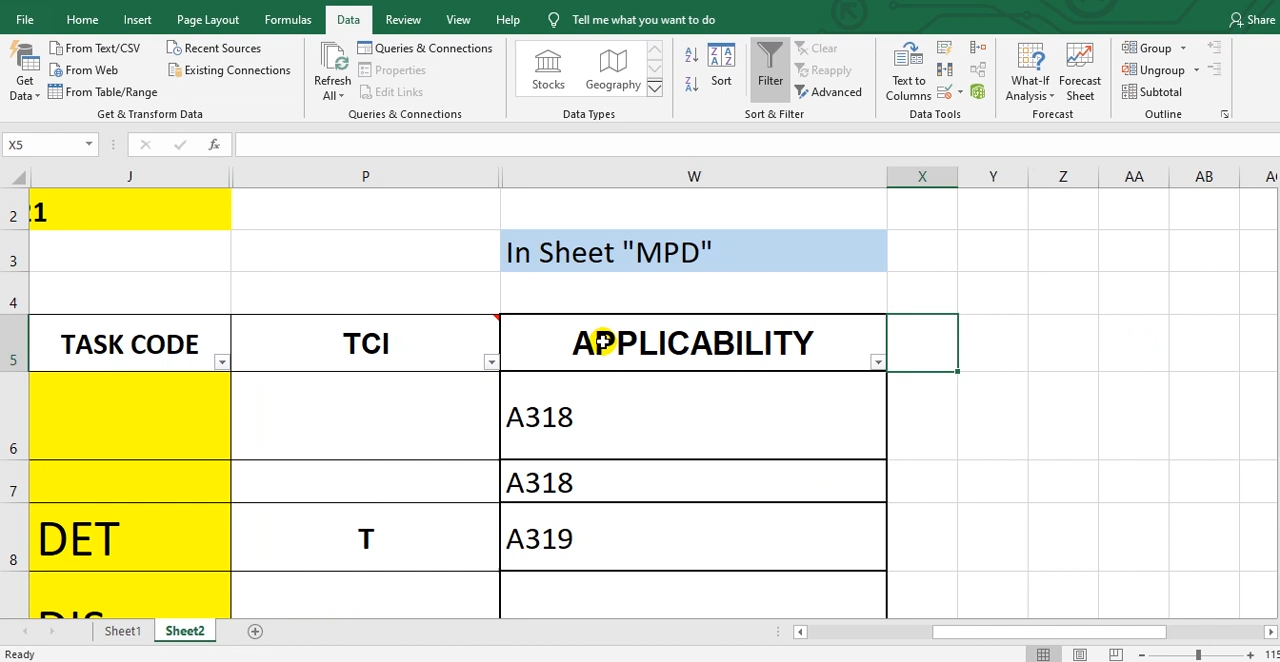 File Home Insert Page Layout Formulas Data Review View Help Tell me what you want to do Share
Get Data
From Text/CSV
From Web
From Table/Range
Recent Sources
Existing Connections
Get & Transform Data
Refresh All
Queries & Connections
Properties
Edit Links
Queries & Connections
Stocks
Geography
Data Types
Sort
Filter
Clear
Reapply
Advanced
Sort & Filter
Text to Columns
Data Tools
What-If Analysis
Forecast Sheet
Forecast
Group
Ungroup
Subtotal
Outline
X5 fx
J P W X Y Z AA AB
2 21
3 In Sheet "MPD"
4
5 TASK CODE TCI APPLICABILITY
6 A318
7 A318
8 DET T A319
DIS
Sheet1 Sheet2
Ready 115